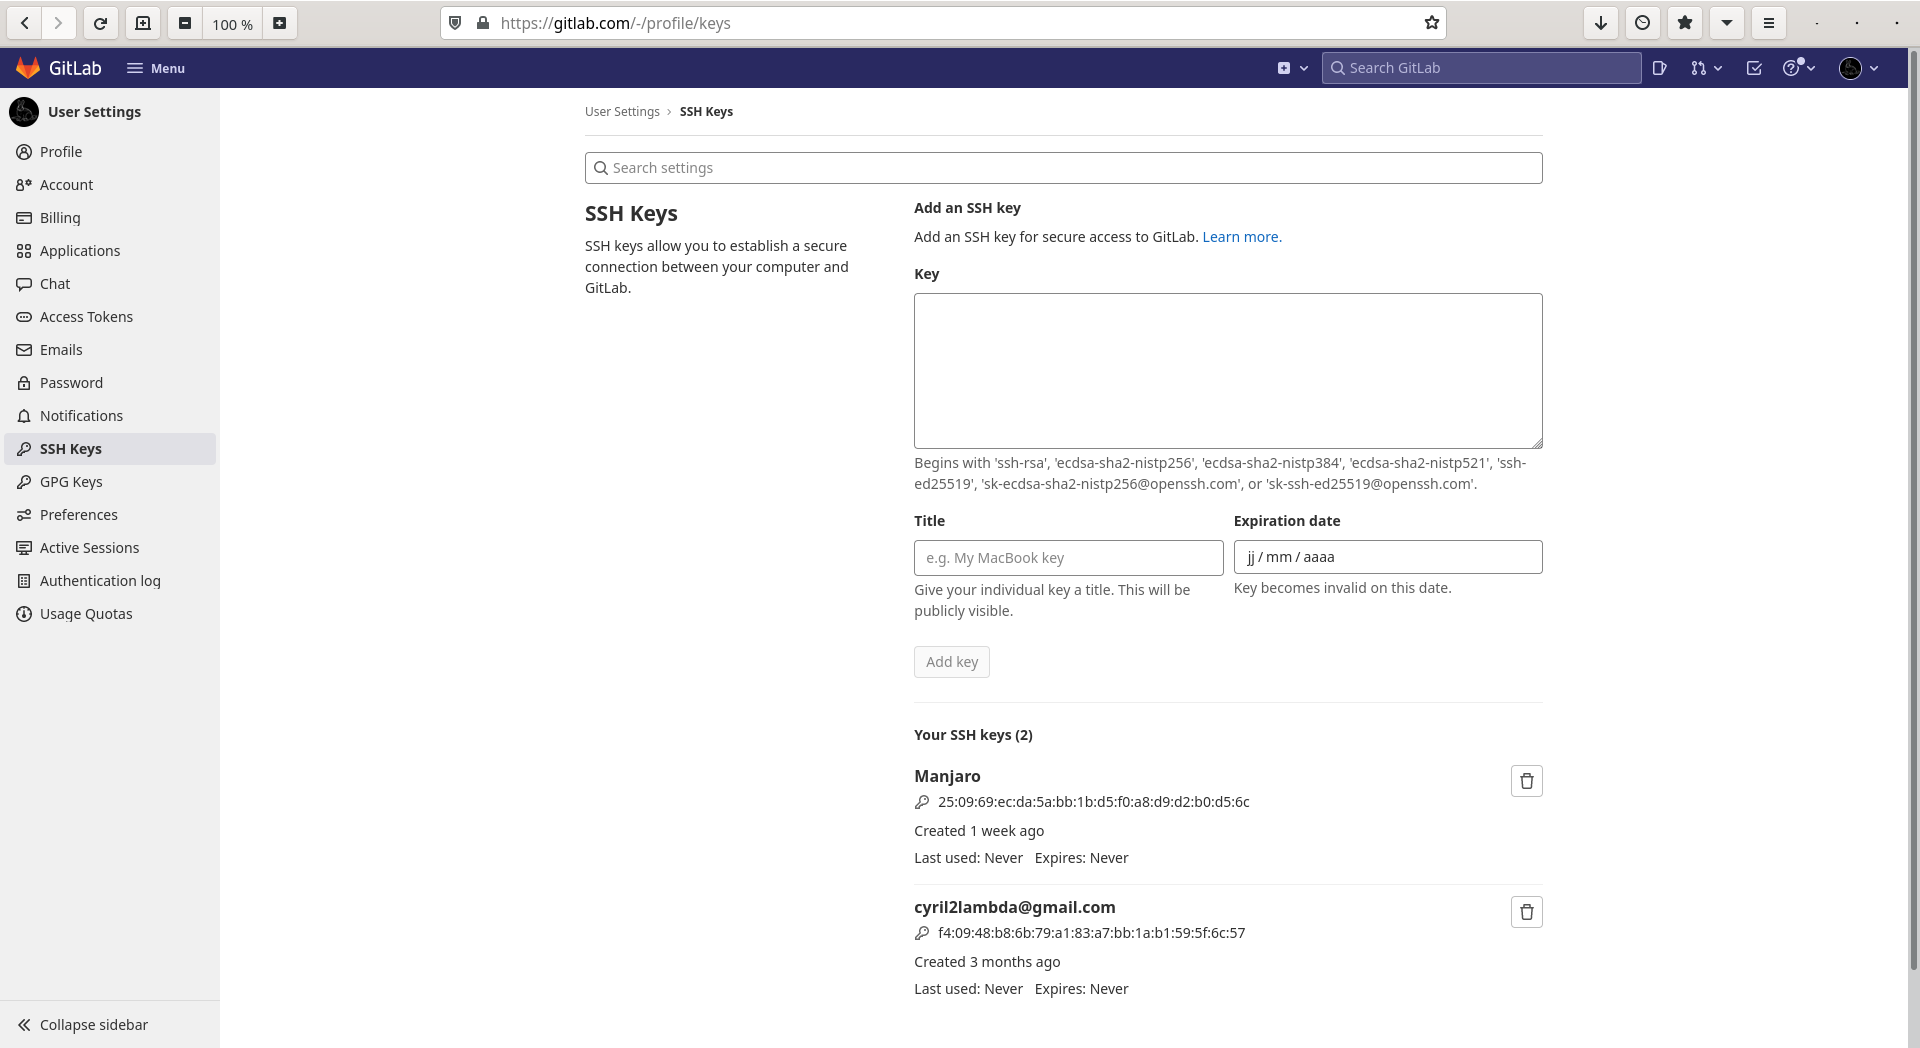 100 %
https://gitlab.com/-/profile/keys
GitLab
Menu
Search GitLab
User Settings
Profile
Account
Billing
Applications
Chat
Access Tokens
Emails
Password
Notifications
SSH Keys
GPG Keys
Preferences
Active Sessions
Authentication log
Usage Quotas
Collapse sidebar
User Settings › SSH Keys
Search settings
SSH Keys
SSH keys allow you to establish a secure
connection between your computer and
GitLab.
Add an SSH key
Add an SSH key for secure access to GitLab. Learn more.
Key
Begins with 'ssh-rsa', 'ecdsa-sha2-nistp256', 'ecdsa-sha2-nistp384', 'ecdsa-sha2-nistp521', 'ssh-
ed25519', 'sk-ecdsa-sha2-nistp256@openssh.com', or 'sk-ssh-ed25519@openssh.com'.
Title
e.g. My MacBook key
Give your individual key a title. This will be
publicly visible.
Expiration date
jj / mm / aaaa
Key becomes invalid on this date.
Add key
Your SSH keys (2)
Manjaro
25:09:69:ec:da:5a:bb:1b:d5:f0:a8:d9:d2:b0:d5:6c
Created 1 week ago
Last used: Never Expires: Never
cyril2lambda@gmail.com
f4:09:48:b8:6b:79:a1:83:a7:bb:1a:b1:59:5f:6c:57
Created 3 months ago
Last used: Never Expires: Never